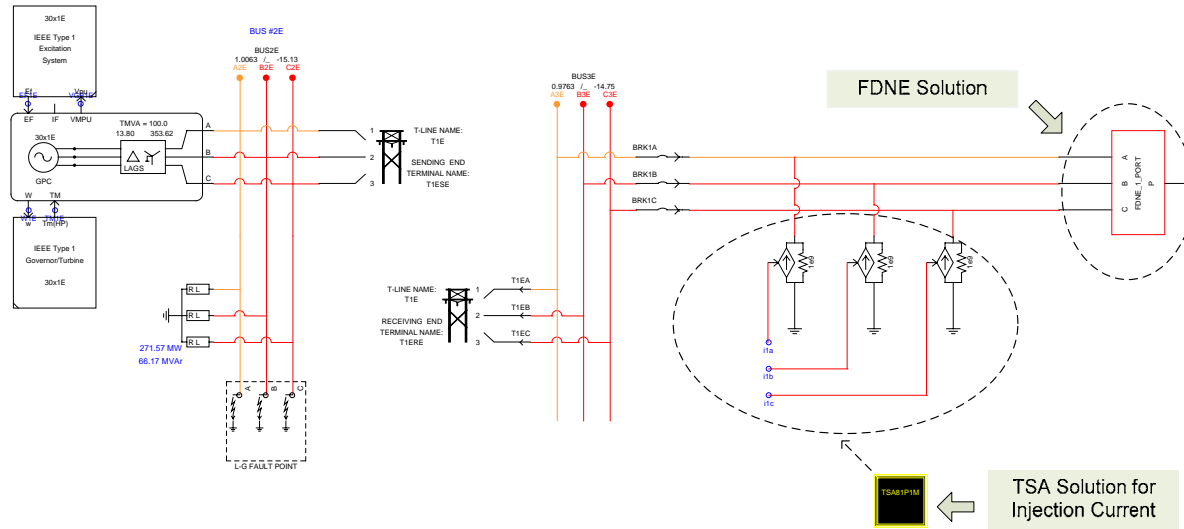 30x1E
IEEE Type 1
Excitation
System
Ef
Vpu
EF
IF
VMPU
30x1E
GPC
TMVA = 100.0
13.80
353.62
LAGS
A
B
C
W
TM
w
Tm(HP)
IEEE Type 1
Governor/Turbine
30x1E
BUS #2E
BUS2E
1.0063 /_ -15.13
A2E
B2E
C2E
1
2
3
T-LINE NAME:
T1E
SENDING END
TERMINAL NAME:
T1ESE
R L
R L
R L
271.57 MW
66.17 MVAr
A
B
C
L-G FAULT POINT
T-LINE NAME:
T1E
RECEIVING END
TERMINAL NAME:
T1ERE
1
2
3
T1EA
T1EB
T1EC
BUS3E
0.9763 /_ -14.75
A3E
B3E
C3E
BRK1A
BRK1B
BRK1C
1e9
1e9
1e9
i1a
i1b
i1c
FDNE Solution
A
B
C
FDNE_1_PORT
P
TSA81P1M
TSA Solution for
Injection Current